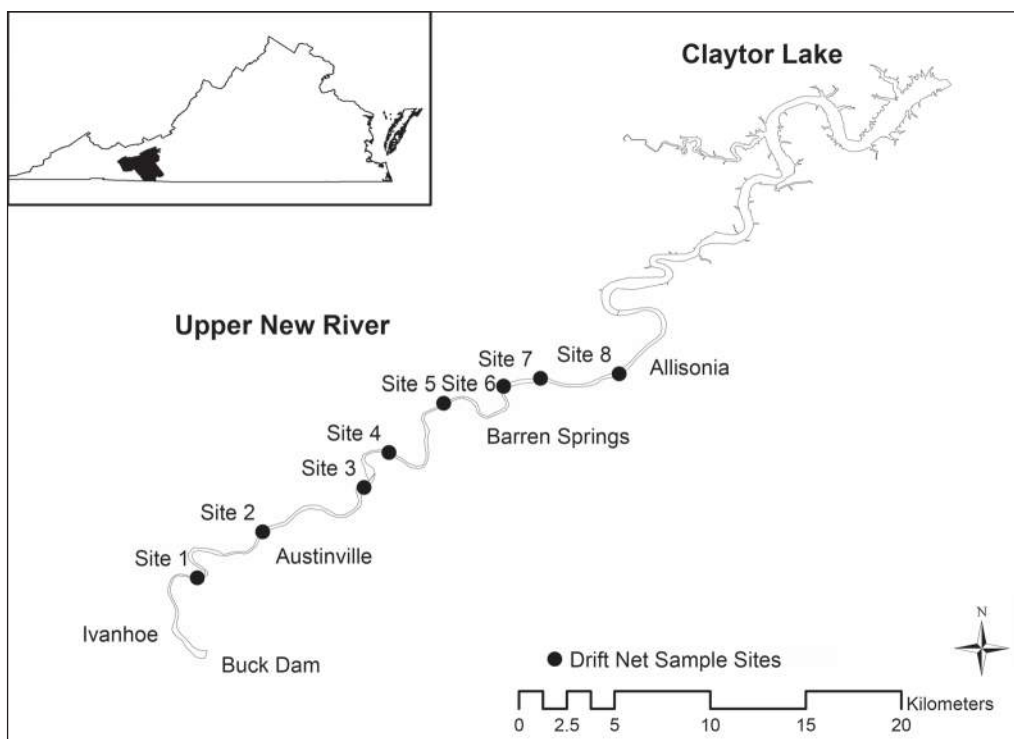 Claytor Lake
Upper New River
Site 7
Site 8
Allisonia
Site 5
Site 6
Barren Springs
Site 4
Site 3
Site 2
Austinville
Site 1
Ivanhoe
Buck Dam
N
Drift Net Sample Sites
Kilometers
0 2.5 5 10 15 20